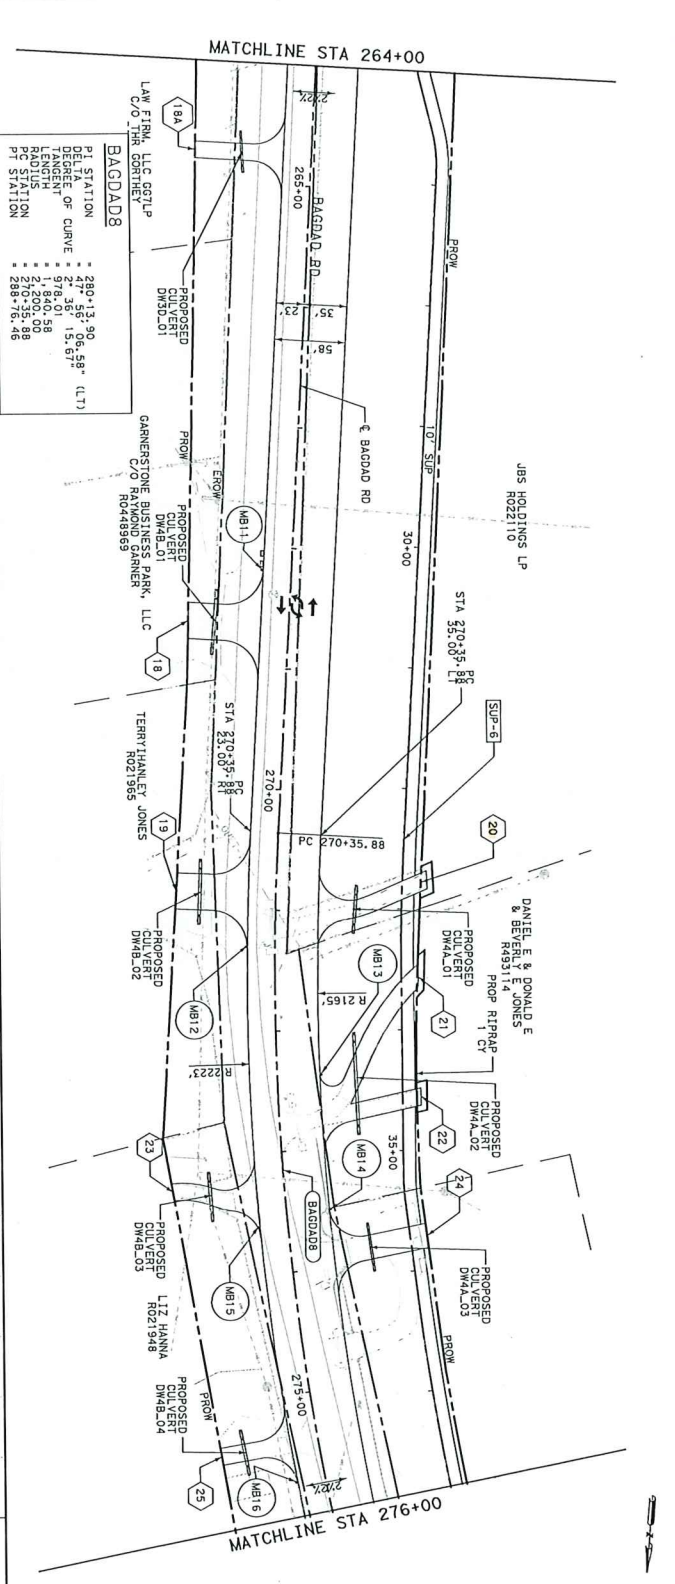 MATCHLINE STA 264+00
18A
LAW FIRM, LLC GG7LP
C/O THR GORTHEY
BAGDAD8
PI STATION = 280+13.90
DELTA = 47° 56' 06.58" (LT)
DEGREE OF CURVE = 2° 36' 15.67"
TANGENT = 978.01
LENGTH = 1,840.58
RADIUS = 2,200.00
PC STATION = 270+35.88
PT STATION = 288+76.46
265+00
BAGDAD RD
PROW
PROPOSED
CULVERT
DW3D_01
23'
35'
58'
℄ BAGDAD RD
10' SUP
JBS HOLDINGS LP
R022110
PROW
EROW
GARNERSTONE BUSINESS PARK, LLC
C/O RAYMOND GARNER
R0448969
PROPOSED
CULVERT
DW4B_01
MB11
30+00
18
PC
STA 270+35.88
35.00' LT
SUP-6
PC
STA 270+35.88
23.00' RT
270+00
TERRYIHANLEY JONES
R021965
19
PC 270+35.88
20
PROPOSED
CULVERT
DW4B_02
PROPOSED
CULVERT
DW4A_01
DANIEL E & DONALD E
& BEVERLY E JONES
R493114
MB12
MB13
R 2165'
21
PROP RIPRAP
1 CY
R 2223'
PROPOSED
CULVERT
DW4A_02
22
23
MB14
35+00
24
BAGDAD8
PROPOSED
CULVERT
DW4B_03
MB15
PROPOSED
CULVERT
DW4A_03
LIZ HANNA
R021948
PROW
PROW
275+00
PROPOSED
CULVERT
DW4B_04
25
MB16
MATCHLINE STA 276+00